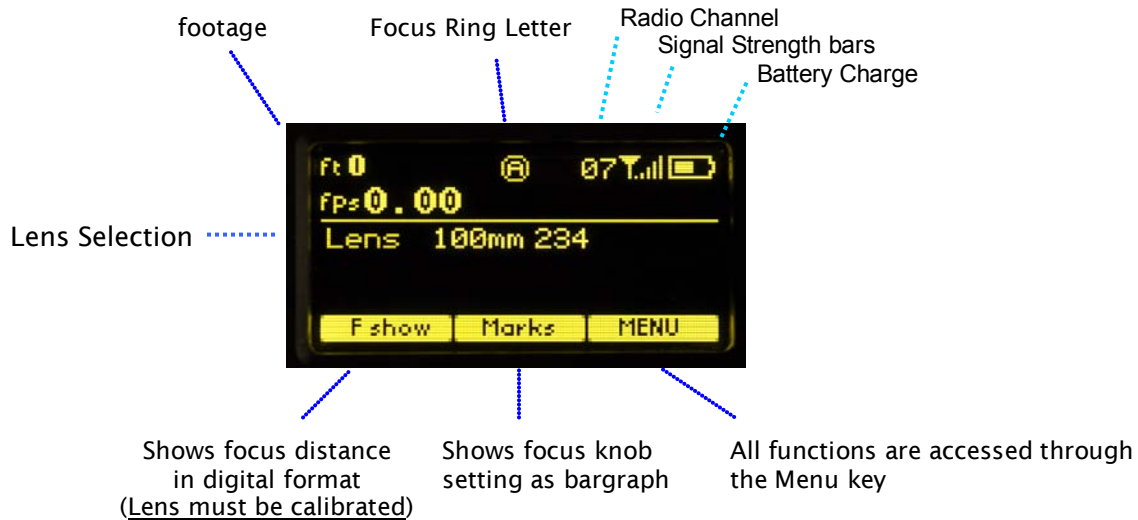 footage
Focus Ring Letter
Radio Channel
Signal Strength bars
Battery Charge
ft 0
A
07
fps 0.00
Lens Selection
Lens 100mm 234
F show
Marks
MENU
Shows focus distance
in digital format
(Lens must be calibrated)
Shows focus knob
setting as bargraph
All functions are accessed through
the Menu key